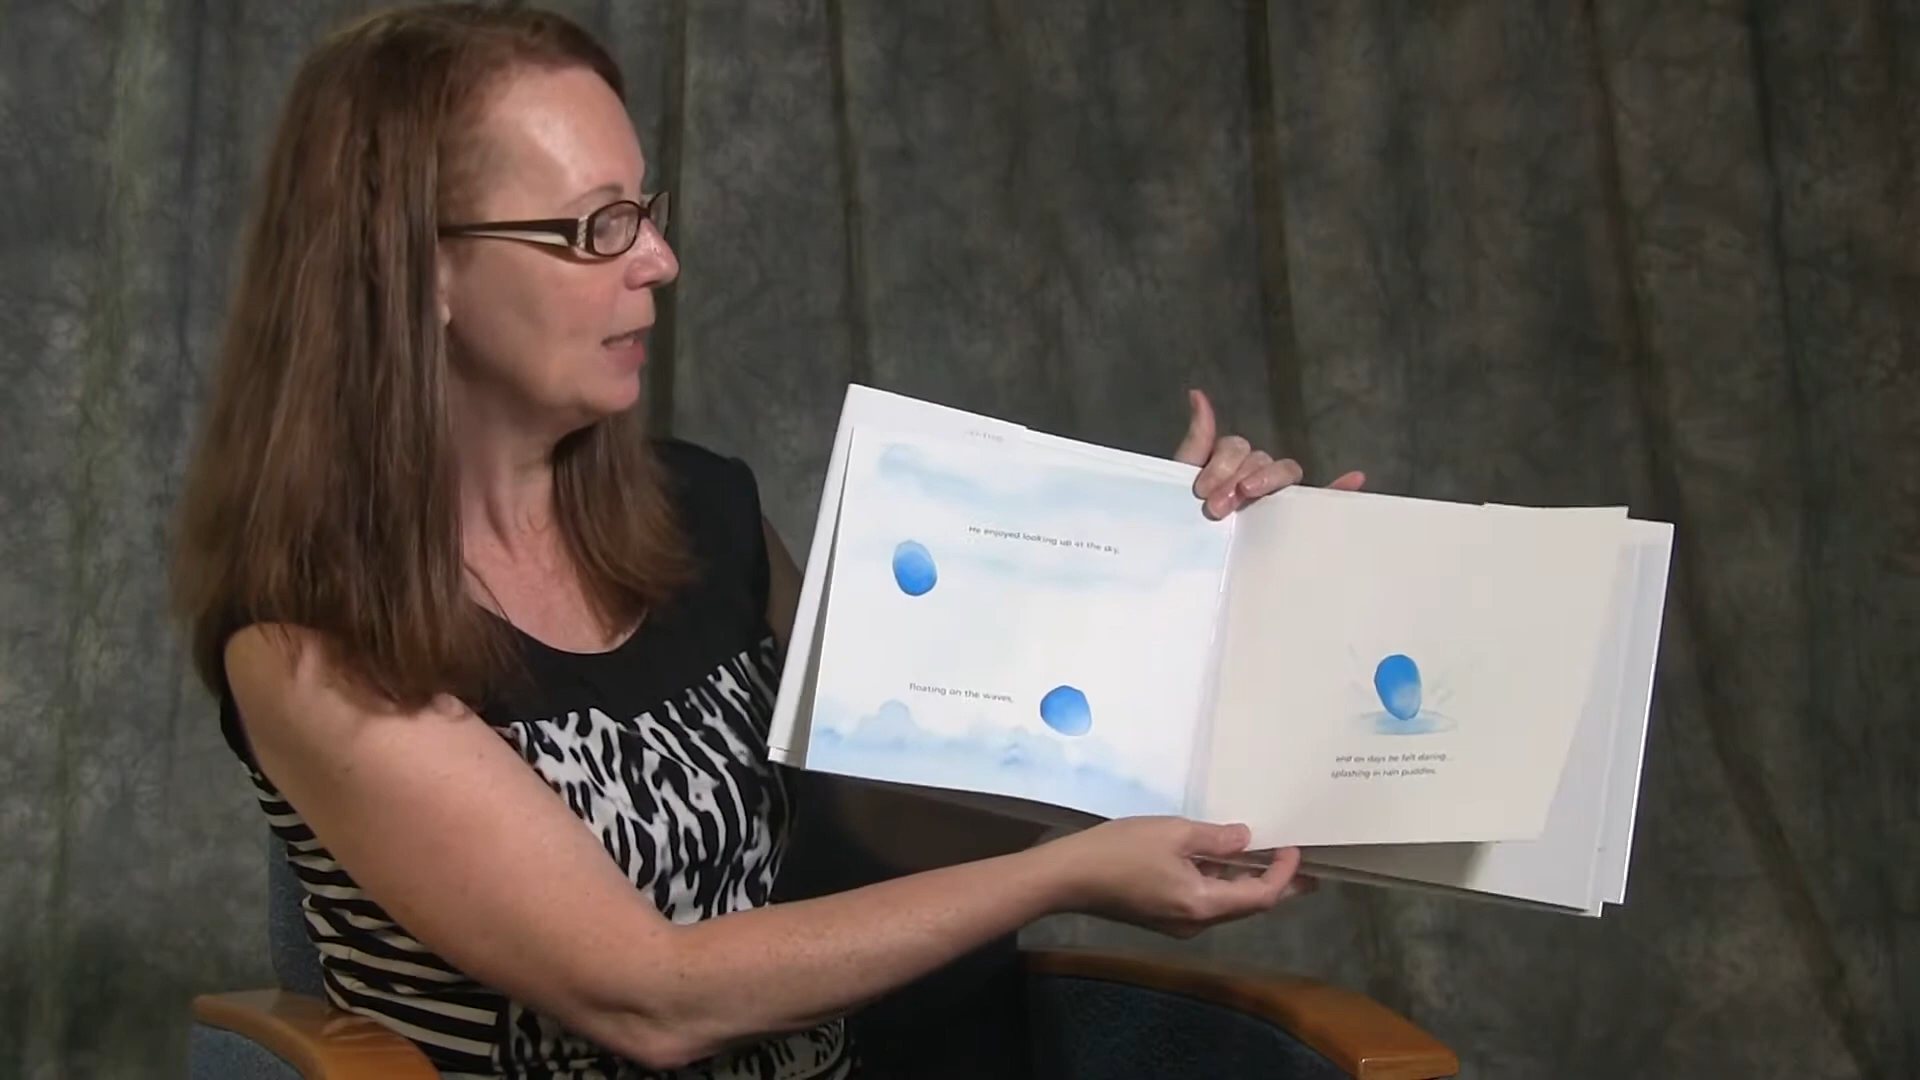 He enjoyed looking up at the sky,
floating on the waves,
and on days he felt daring...
splashing in rain puddles.